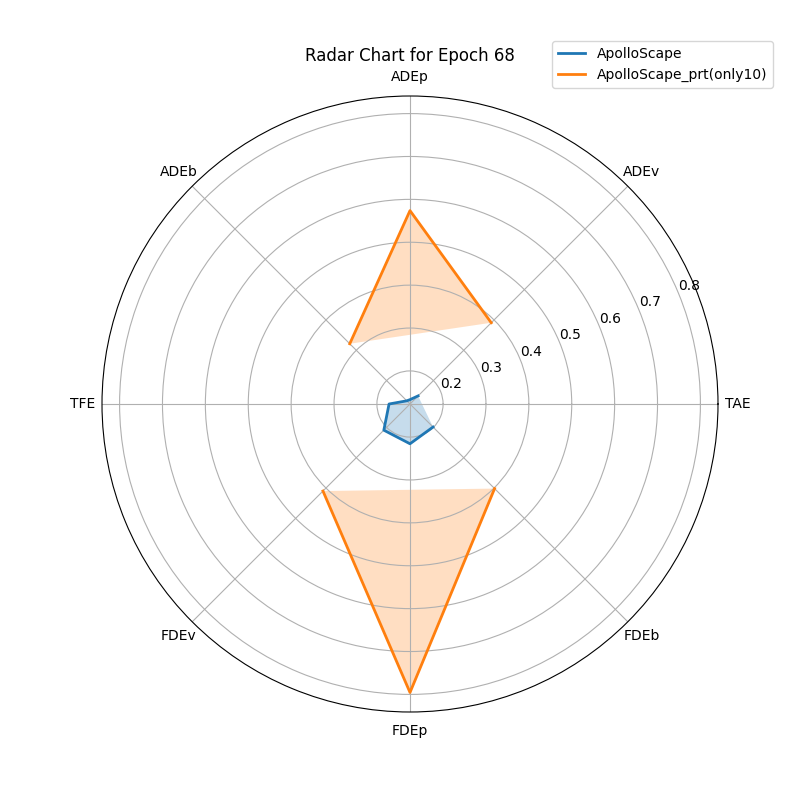 Radar Chart for Epoch 68
ApolloScape
ApolloScape_prt(only10)
ADEp
ADEb
ADEv
0.8
0.7
0.6
0.5
0.4
0.3
0.2
TFE
TAE
FDEv
FDEb
FDEp